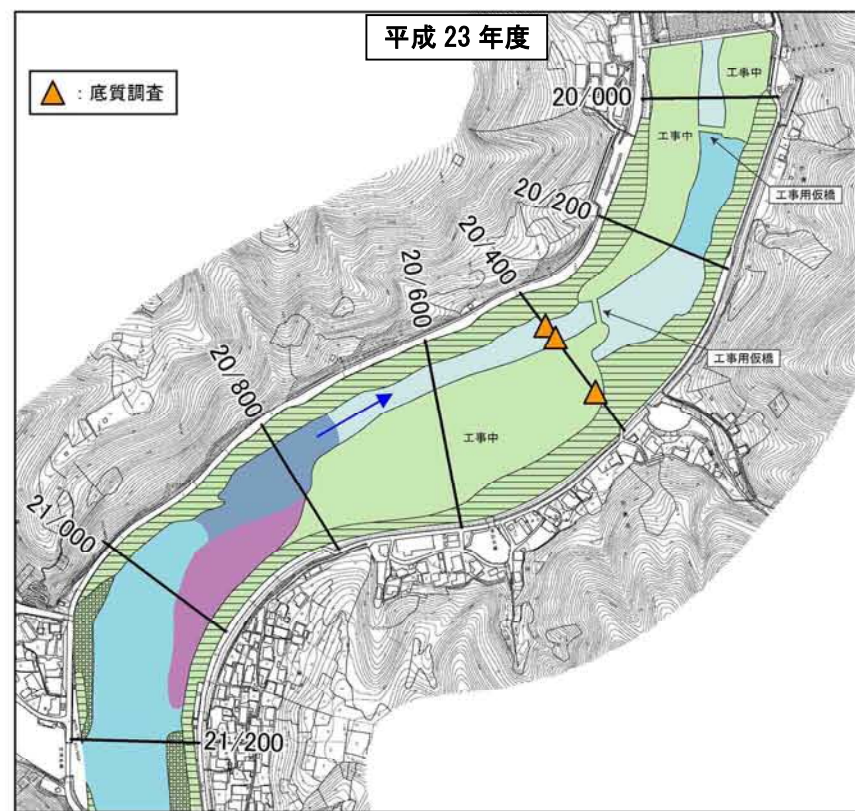 平成 23 年度
：底質調査
工事中
20/000
工事中
工事用仮橋
20/200
20/400
20/600
工事用仮橋
20/800
工事中
21/000
21/200